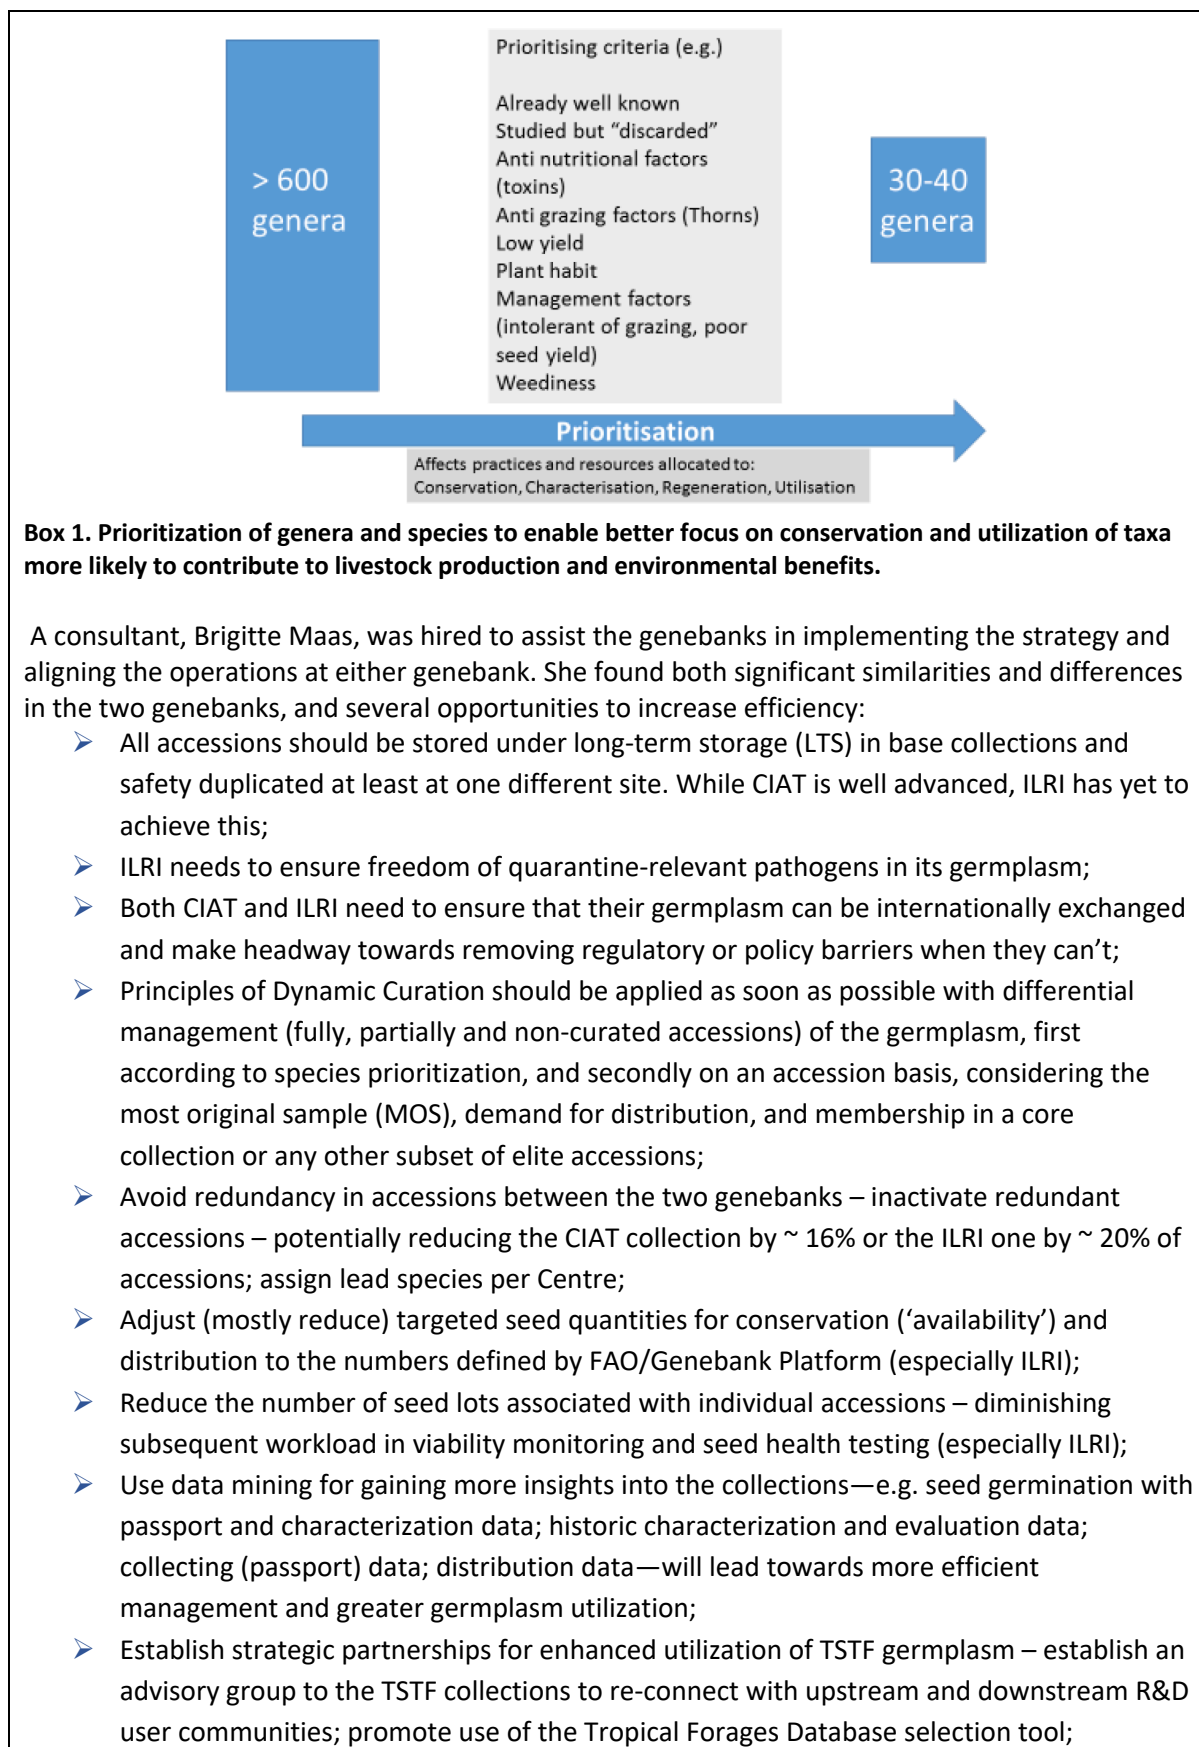 > 600
genera
Prioritising criteria (e.g.)
Already well known
Studied but “discarded”
Anti nutritional factors
(toxins)
Anti grazing factors (Thorns)
Low yield
Plant habit
Management factors
(intolerant of grazing, poor
seed yield)
Weediness
30-40
genera
Prioritisation
Affects practices and resources allocated to:
Conservation, Characterisation, Regeneration, Utilisation
Box 1. Prioritization of genera and species to enable better focus on conservation and utilization of taxa
more likely to contribute to livestock production and environmental benefits.
A consultant, Brigitte Maas, was hired to assist the genebanks in implementing the strategy and
aligning the operations at either genebank. She found both significant similarities and differences
in the two genebanks, and several opportunities to increase efficiency:
➢ All accessions should be stored under long-term storage (LTS) in base collections and
safety duplicated at least at one different site. While CIAT is well advanced, ILRI has yet to
achieve this;
➢ ILRI needs to ensure freedom of quarantine-relevant pathogens in its germplasm;
➢ Both CIAT and ILRI need to ensure that their germplasm can be internationally exchanged
and make headway towards removing regulatory or policy barriers when they can’t;
➢ Principles of Dynamic Curation should be applied as soon as possible with differential
management (fully, partially and non-curated accessions) of the germplasm, first
according to species prioritization, and secondly on an accession basis, considering the
most original sample (MOS), demand for distribution, and membership in a core
collection or any other subset of elite accessions;
➢ Avoid redundancy in accessions between the two genebanks – inactivate redundant
accessions – potentially reducing the CIAT collection by ~ 16% or the ILRI one by ~ 20% of
accessions; assign lead species per Centre;
➢ Adjust (mostly reduce) targeted seed quantities for conservation (‘availability’) and
distribution to the numbers defined by FAO/Genebank Platform (especially ILRI);
➢ Reduce the number of seed lots associated with individual accessions – diminishing
subsequent workload in viability monitoring and seed health testing (especially ILRI);
➢ Use data mining for gaining more insights into the collections—e.g. seed germination with
passport and characterization data; historic characterization and evaluation data;
collecting (passport) data; distribution data—will lead towards more efficient
management and greater germplasm utilization;
➢ Establish strategic partnerships for enhanced utilization of TSTF germplasm – establish an
advisory group to the TSTF collections to re-connect with upstream and downstream R&D
user communities; promote use of the Tropical Forages Database selection tool;